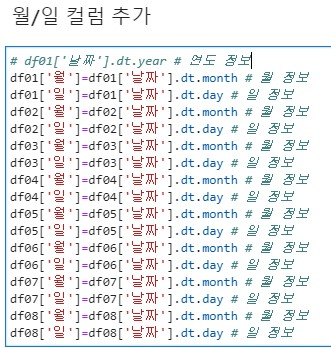 월/일 컬럼 추가
# df01['날짜'].dt.year # 연도 정보
df01['월']=df01['날짜'].dt.month # 월 정보
df01['일']=df01['날짜'].dt.day # 일 정보
df02['월']=df02['날짜'].dt.month # 월 정보
df02['일']=df02['날짜'].dt.day # 일 정보
df03['월']=df03['날짜'].dt.month # 월 정보
df03['일']=df03['날짜'].dt.day # 일 정보
df04['월']=df04['날짜'].dt.month # 월 정보
df04['일']=df04['날짜'].dt.day # 일 정보
df05['월']=df05['날짜'].dt.month # 월 정보
df05['일']=df05['날짜'].dt.day # 일 정보
df06['월']=df06['날짜'].dt.month # 월 정보
df06['일']=df06['날짜'].dt.day # 일 정보
df07['월']=df07['날짜'].dt.month # 월 정보
df07['일']=df07['날짜'].dt.day # 일 정보
df08['월']=df08['날짜'].dt.month # 월 정보
df08['일']=df08['날짜'].dt.day # 일 정보